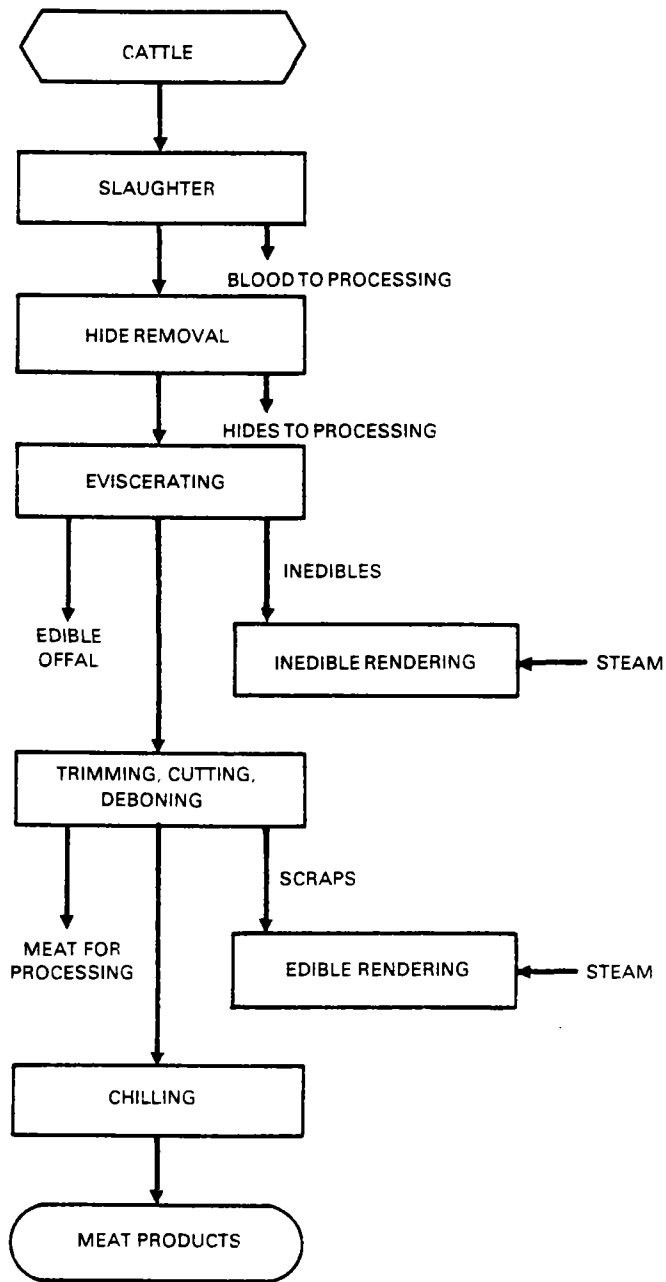 CATTLE
SLAUGHTER
BLOOD TO PROCESSING
HIDE REMOVAL
HIDES TO PROCESSING
EVISCERATING
INEDIBLES
EDIBLE
OFFAL
INEDIBLE RENDERING
STEAM
TRIMMING, CUTTING,
DEBONING
SCRAPS
MEAT FOR
PROCESSING
EDIBLE RENDERING
STEAM
CHILLING
MEAT PRODUCTS